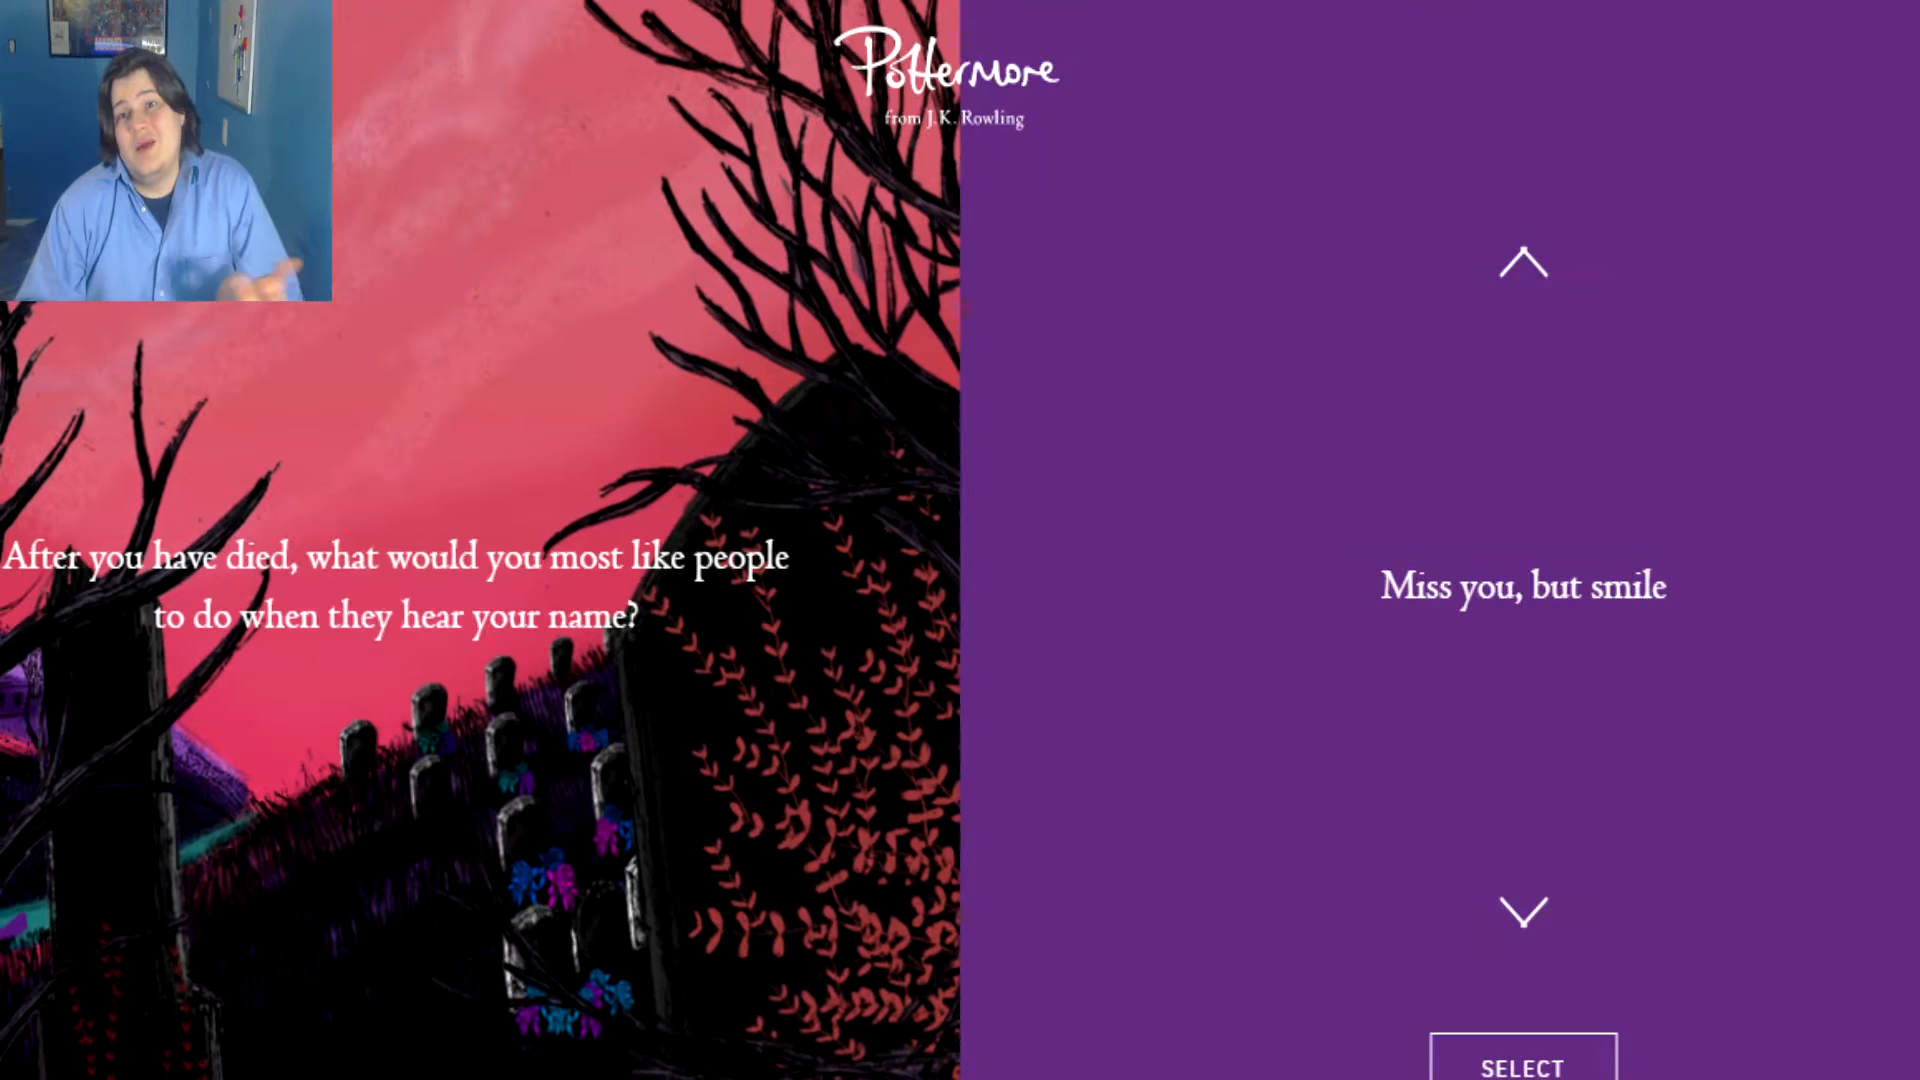 Pottermore
from J.K. Rowling
After you have died, what would you most like people
to do when they hear your name?
Miss you, but smile
SELECT